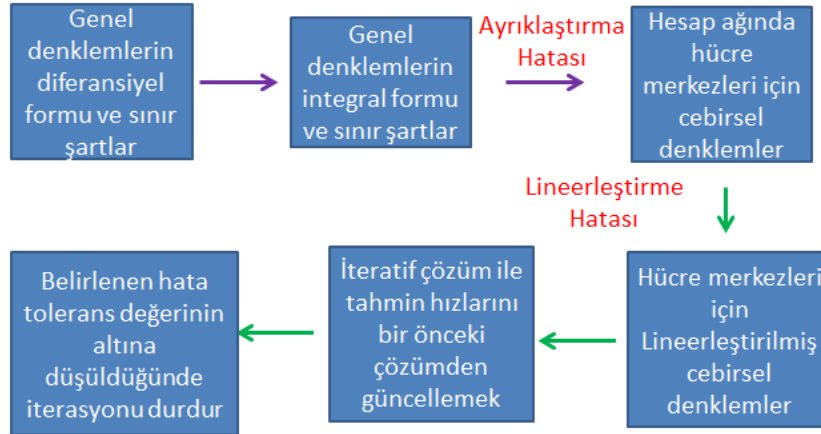 Genel
denklemlerin
diferansiyel
formu ve sınır
şartlar
Genel
denklemlerin
integral formu
ve sınır şartlar
Ayrıklaştırma
Hatası
Hesap ağında
hücre
merkezleri için
cebirsel
denklemler
Lineerleştirme
Hatası
Hücre merkezleri
için
Lineerleştirilmiş
cebirsel
denklemler
İteratif çözüm ile
tahmin hızlarını
bir önceki
çözümden
güncellemek
Belirlenen hata
tolerans değerinin
altına
düşüldüğünde
iterasyonu durdur